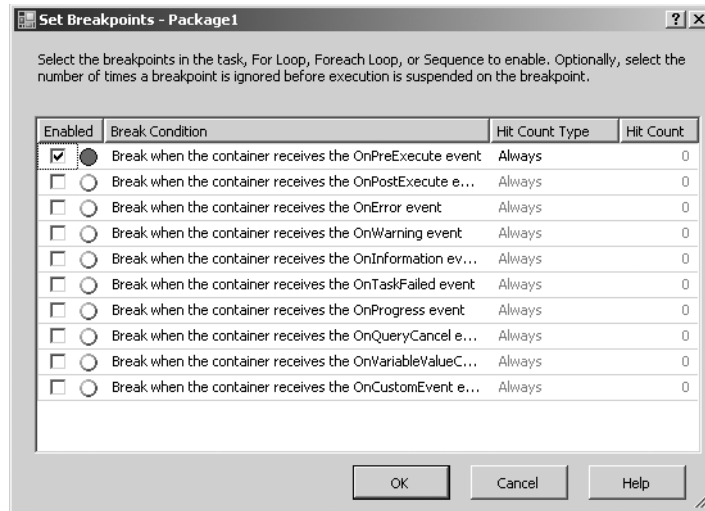 Set Breakpoints - Package1
Select the breakpoints in the task, For Loop, Foreach Loop, or Sequence to enable. Optionally, select the
number of times a breakpoint is ignored before execution is suspended on the breakpoint.
Enabled Break Condition Hit Count Type Hit Count
Break when the container receives the OnPreExecute event Always 0
Break when the container receives the OnPostExecute e... Always 0
Break when the container receives the OnError event Always 0
Break when the container receives the OnWarning event Always 0
Break when the container receives the OnInformation ev... Always 0
Break when the container receives the OnTaskFailed event Always 0
Break when the container receives the OnProgress event Always 0
Break when the container receives the OnQueryCancel e... Always 0
Break when the container receives the OnVariableValueC... Always 0
Break when the container receives the OnCustomEvent e... Always 0
OK Cancel Help